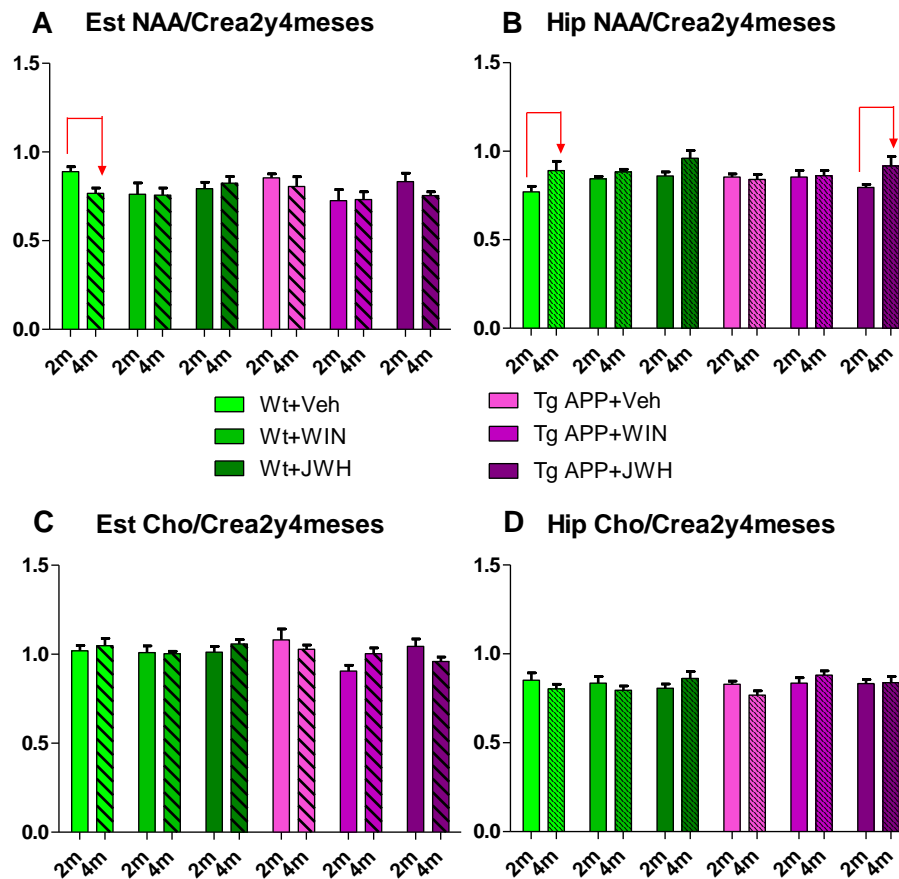 A Est NAA/Crea2y4meses
1.5
1.0
0.5
0.0
2m 4m 2m 4m 2m 4m 2m 4m 2m 4m 2m 4m
B Hip NAA/Crea2y4meses
1.5
1.0
0.5
0.0
2m 4m 2m 4m 2m 4m 2m 4m 2m 4m 2m 4m
Wt+Veh
Wt+WIN
Wt+JWH
Tg APP+Veh
Tg APP+WIN
Tg APP+JWH
C Est Cho/Crea2y4meses
1.5
1.0
0.5
0.0
2m 4m 2m 4m 2m 4m 2m 4m 2m 4m 2m 4m
D Hip Cho/Crea2y4meses
1.5
1.0
0.5
0.0
2m 4m 2m 4m 2m 4m 2m 4m 2m 4m 2m 4m